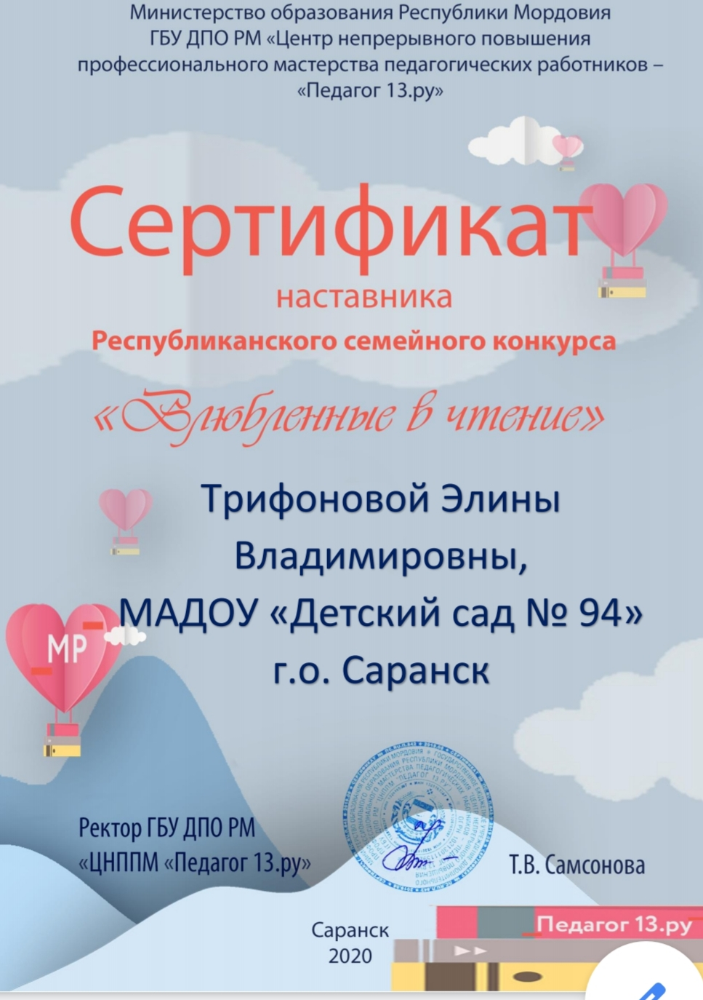 Министерство образования Республики Мордовия
ГБУ ДПО РМ «Центр непрерывного повышения
профессионального мастерства педагогических работников –
«Педагог 13.ру»
Сертификат
наставника
Республиканского семейного конкурса
«Влюбленные в чтение»
Трифоновой Элины
Владимировны,
МАДОУ «Детский сад № 94»
г.о. Саранск
МР
Ректор ГБУ ДПО РМ
«ЦНППМ «Педагог 13.ру»
Т.В. Самсонова
Саранск
2020
Педагог 13.ру